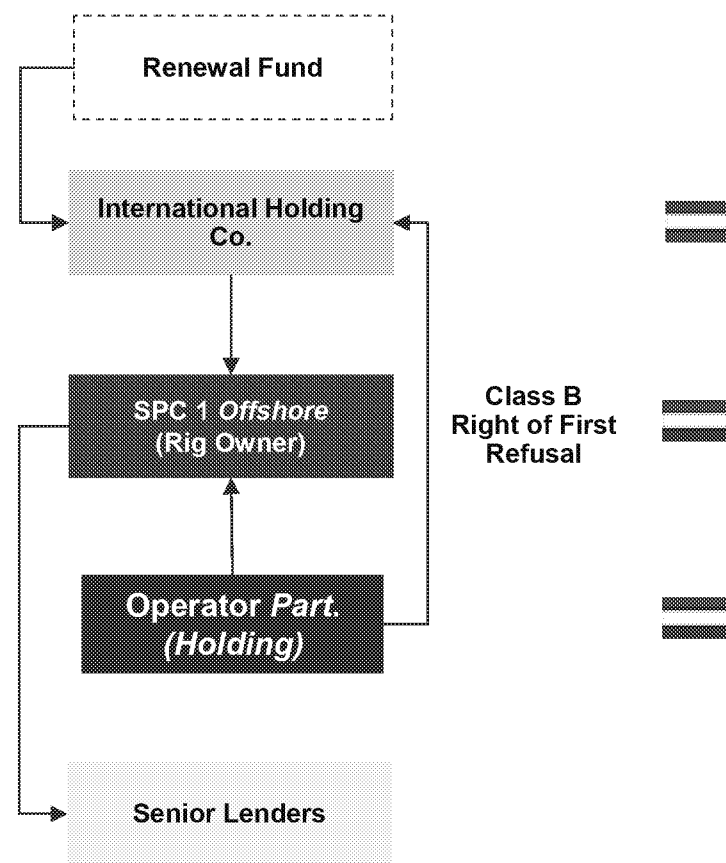 Renewal Fund
International Holding
Co.
SPC 1 Offshore
(Rig Owner)
Class B
Right of First
Refusal
Operator Part.
(Holding)
Senior Lenders